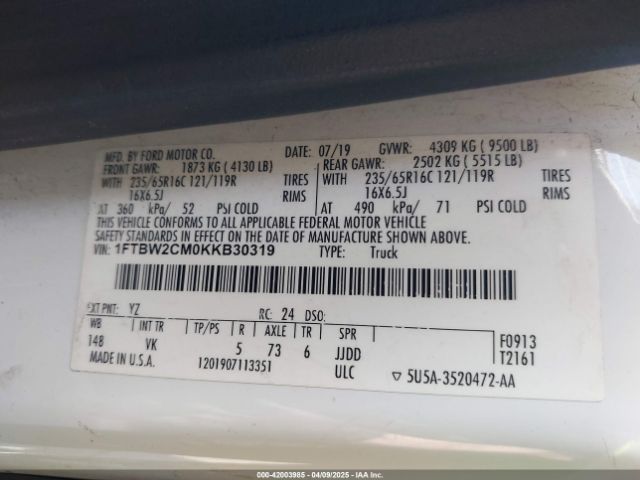 MFD. BY FORD MOTOR CO. DATE: 07/19 GVWR: 4309 KG ( 9500 LB)
FRONT GAWR: 1873 KG ( 4130 LB) REAR GAWR: 2502 KG ( 5515 LB)
WITH 235/65R16C 121/119R TIRES WITH 235/65R16C 121/119R TIRES
16X6.5J RIMS 16X6.5J RIMS
AT 360 kPa/ 52 PSI COLD AT 490 kPa/ 71 PSI COLD
THIS VEHICLE CONFORMS TO ALL APPLICABLE FEDERAL MOTOR VEHICLE
SAFETY STANDARDS IN EFFECT ON THE DATE OF MANUFACTURE SHOWN ABOVE.
VIN: 1FTBW2CM0KKB30319 TYPE: Truck
EXT PNT: YZ RC: 24 DSO:
WB INT TR TP/PS R AXLE TR SPR F0913
148 VK 5 73 6 JJDD T2161
MADE IN U.S.A. 1201907113351 ULC ▽ 5U5A-3520472-AA
000-42003985 - 04/09/2025 - IAAI.COM